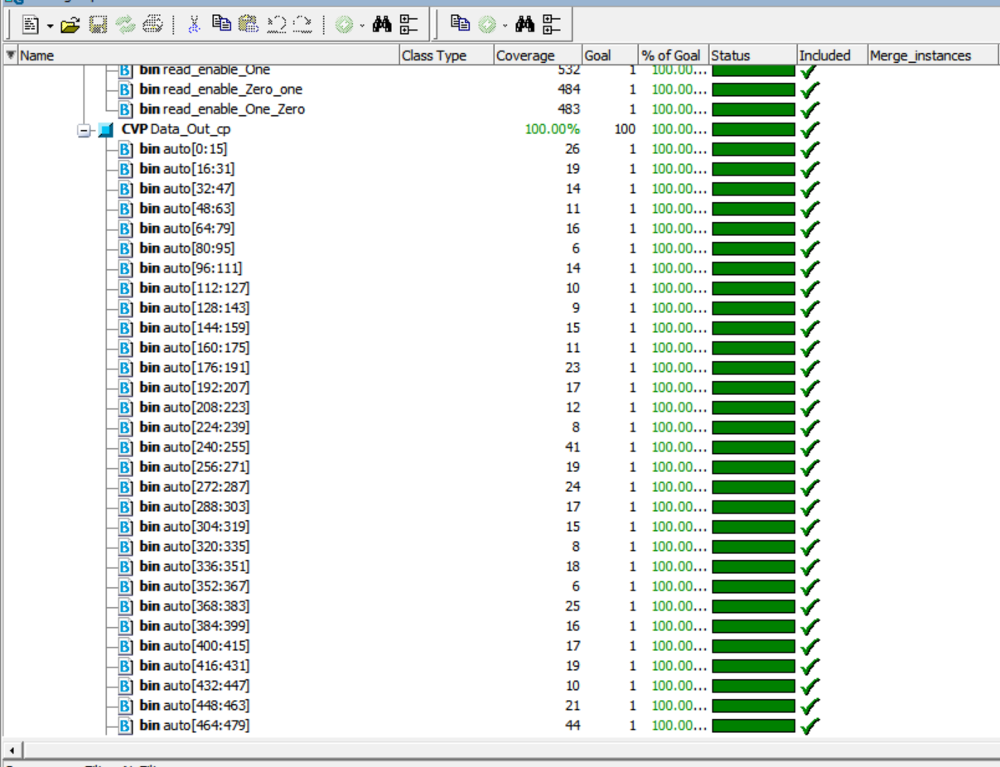 Name Class Type Coverage Goal % of Goal Status Included Merge_instances
bin read_enable_One 532 1 100.00...
bin read_enable_Zero_one 484 1 100.00...
bin read_enable_One_Zero 483 1 100.00...
CVP Data_Out_cp 100.00% 100 100.00...
B] bin auto[0:15] 26 1 100.00...
B] bin auto[16:31] 19 1 100.00...
B] bin auto[32:47] 14 1 100.00...
B] bin auto[48:63] 11 1 100.00...
B] bin auto[64:79] 16 1 100.00...
B] bin auto[80:95] 6 1 100.00...
B] bin auto[96:111] 14 1 100.00...
B] bin auto[112:127] 10 1 100.00...
B] bin auto[128:143] 9 1 100.00...
B] bin auto[144:159] 15 1 100.00...
B] bin auto[160:175] 11 1 100.00...
B] bin auto[176:191] 23 1 100.00...
B] bin auto[192:207] 17 1 100.00...
B] bin auto[208:223] 12 1 100.00...
B] bin auto[224:239] 8 1 100.00...
B] bin auto[240:255] 41 1 100.00...
B] bin auto[256:271] 19 1 100.00...
B] bin auto[272:287] 24 1 100.00...
B] bin auto[288:303] 17 1 100.00...
B] bin auto[304:319] 15 1 100.00...
B] bin auto[320:335] 8 1 100.00...
B] bin auto[336:351] 18 1 100.00...
B] bin auto[352:367] 6 1 100.00...
B] bin auto[368:383] 25 1 100.00...
B] bin auto[384:399] 16 1 100.00...
B] bin auto[400:415] 17 1 100.00...
B] bin auto[416:431] 19 1 100.00...
B] bin auto[432:447] 10 1 100.00...
B] bin auto[448:463] 21 1 100.00...
B] bin auto[464:479] 44 1 100.00...